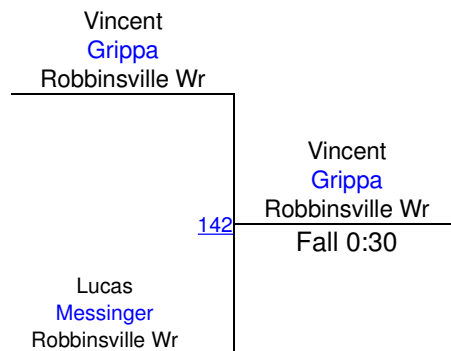 Vincent
Grippa
Robbinsville Wr
Vincent
Grippa
Robbinsville Wr
142
Fall 0:30
Lucas
Messinger
Robbinsville Wr